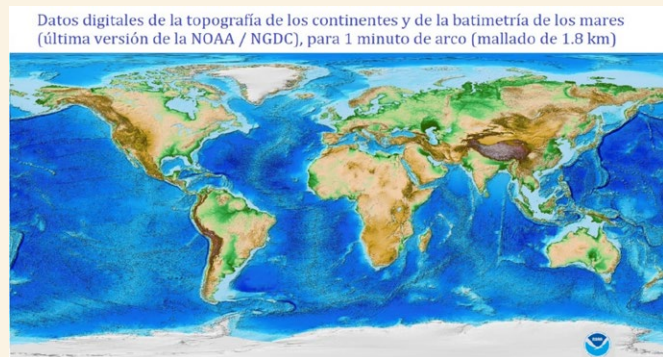 Datos digitales de la topografía de los continentes y de la batimetría de los mares
(última versión de la NOAA / NGDC), para 1 minuto de arco (mallado de 1.8 km)